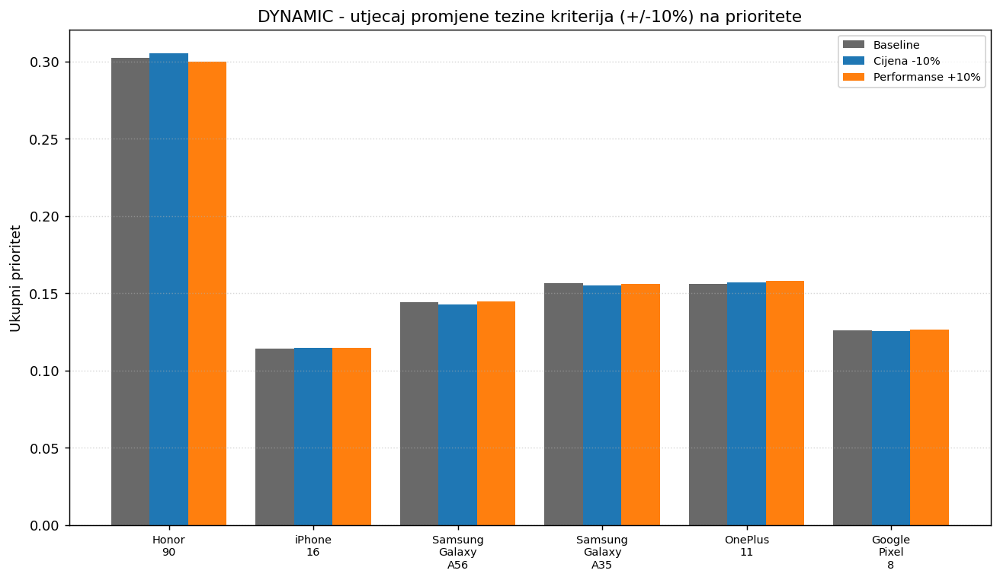 DYNAMIC - utjecaj promjene tezine kriterija (+/-10%) na prioritete
Baseline
Cijena -10%
Performanse +10%
Ukupni prioritet
0.30
0.25
0.20
0.15
0.10
0.05
0.00
Honor
90
iPhone
16
Samsung
Galaxy
A56
Samsung
Galaxy
A35
OnePlus
11
Google
Pixel
8